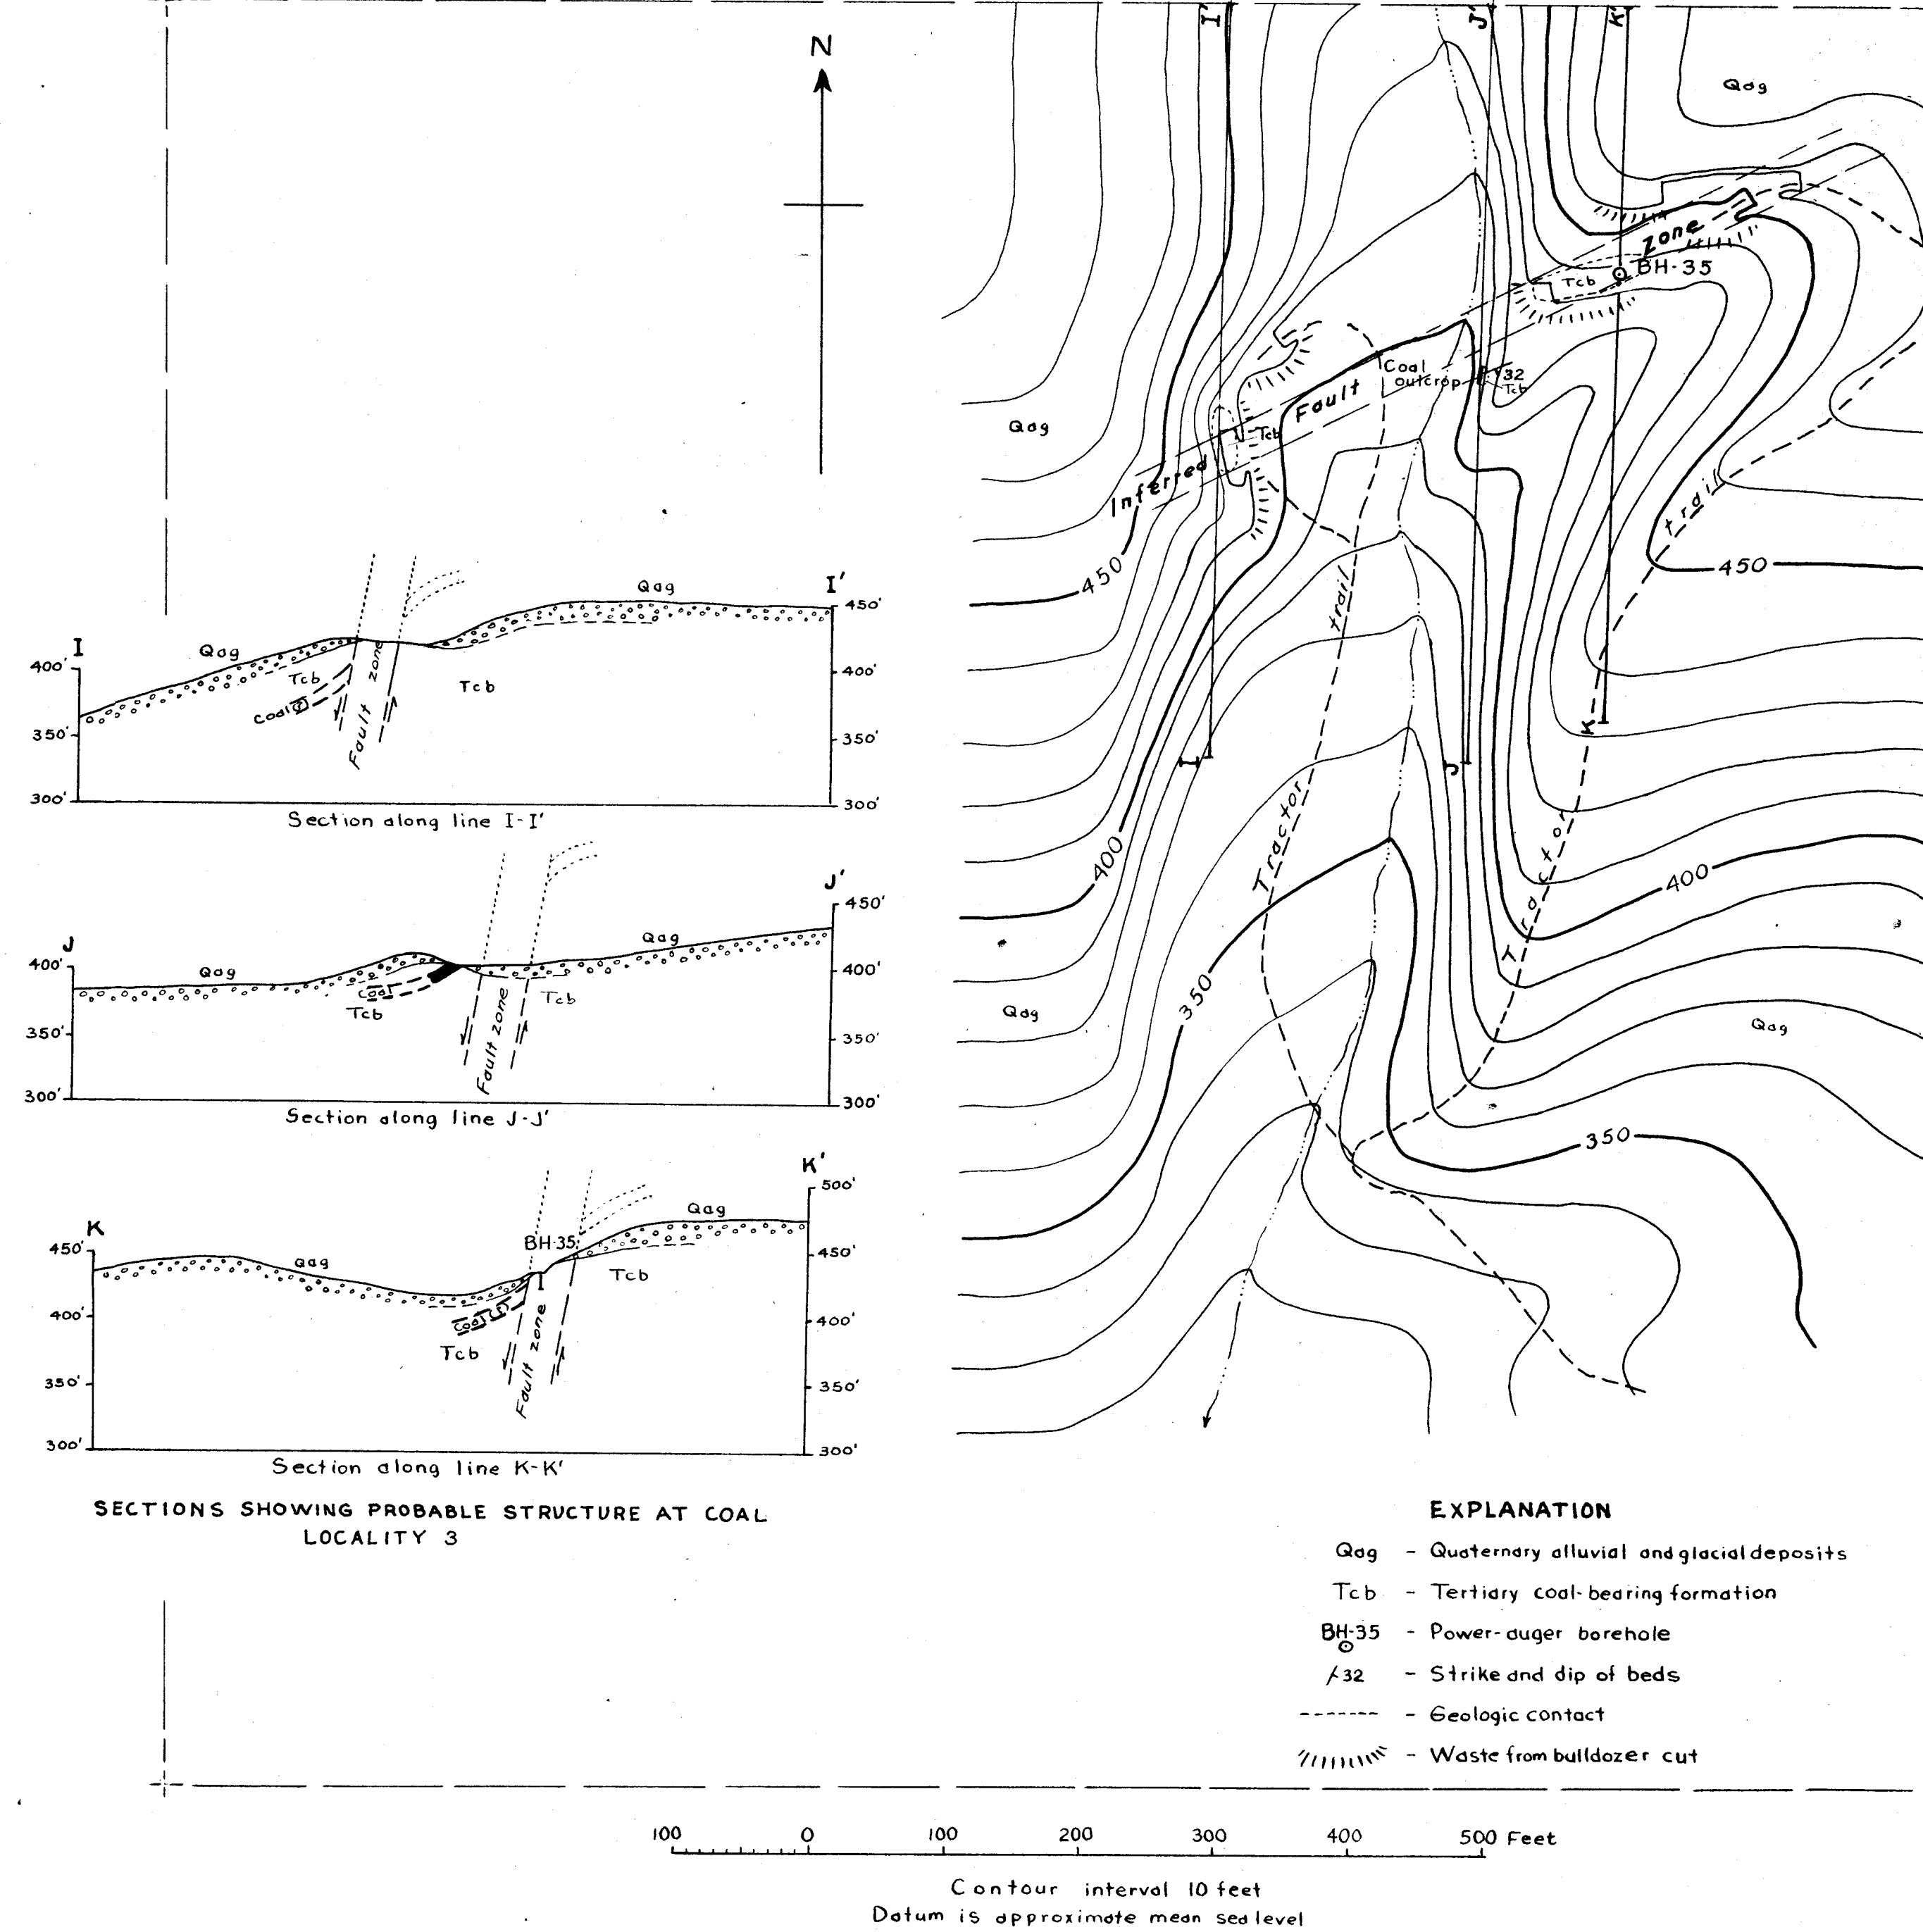 N
I
I'
Qag
Qag
450'
400'
400'
Tcb
Tcb
Coal
?
350'
350'
Fault zone
300'
300'
Section along line I-I'
J
J'
450'
Qag
Qag
400'
400'
Coal
Tcb
Tcb
350'
350'
Fault zone
300'
300'
Section along line J-J'
K
K'
500'
Qag
BH-35
450'
450'
Qag
Tcb
400'
400'
Coal
?
Tcb
350'
350'
Fault zone
300'
300'
Section along line K-K'
SECTIONS SHOWING PROBABLE STRUCTURE AT COAL
LOCALITY 3
I'
J'
K'
Qag
Inferred Fault zone
BH-35
Tcb
Coal
outcrop
32
Tcb
Qag
Tcb
450
450
Tractor trail
Tractor trail
I
J
K
400
400
350
350
Qag
Qag
EXPLANATION
Qag - Quaternary alluvial and glacial deposits
Tcb - Tertiary coal-bearing formation
BH-35 - Power-auger borehole
32 - Strike and dip of beds
- Geologic contact
- Waste from bulldozer cut
100 0 100 200 300 400 500 Feet
Contour interval 10 feet
Datum is approximate mean sea level